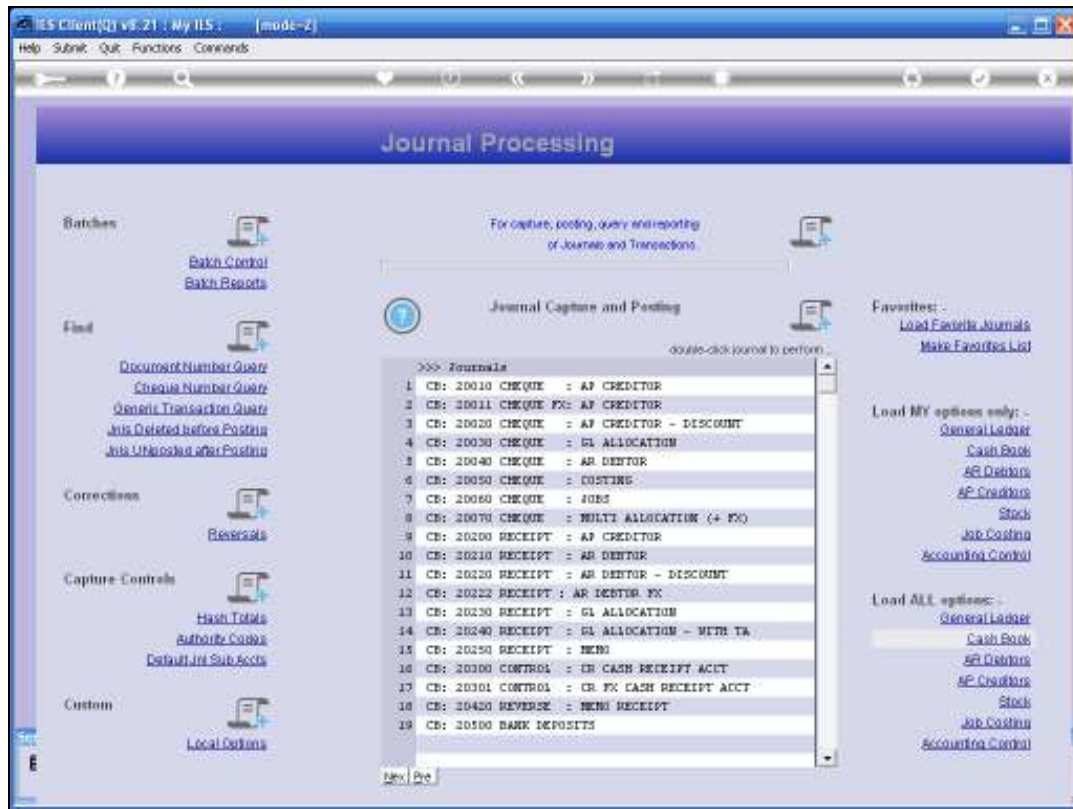 IES Client(Q) v8.21 : My IES : [mode-Z]
Help Submit Quit Functions Commands
Journal Processing
Batches
Batch Control
Batch Reports
Find
Document Number Query
Cheque Number Query
Generic Transaction Query
Jnls Deleted before Posting
Jnls UNposted after Posting
Corrections
Reversals
Capture Controls
Hash Totals
Authority Codes
Default Jnl Sub Accts
Custom
Local Options
For capture, posting, query and reporting
of Journals and Transactions
Journal Capture and Posting
double-click journal to perform..
>>> Journals
1 CB: 20010 CHEQUE : AP CREDITOR
2 CB: 20011 CHEQUE FX: AP CREDITOR
3 CB: 20020 CHEQUE : AP CREDITOR - DISCOUNT
4 CB: 20030 CHEQUE : GL ALLOCATION
5 CB: 20040 CHEQUE : AR DEBTOR
6 CB: 20050 CHEQUE : COSTING
7 CB: 20060 CHEQUE : JOBS
8 CB: 20070 CHEQUE : MULTI ALLOCATION (+ FX)
9 CB: 20200 RECEIPT : AP CREDITOR
10 CB: 20210 RECEIPT : AR DEBTOR
11 CB: 20220 RECEIPT : AR DEBTOR - DISCOUNT
12 CB: 20222 RECEIPT : AR DEBTOR FX
13 CB: 20230 RECEIPT : GL ALLOCATION
14 CB: 20240 RECEIPT : GL ALLOCATION - WITH TA
15 CB: 20250 RECEIPT : MEMO
16 CB: 20300 CONTROL : CR CASH RECEIPT ACCT
17 CB: 20301 CONTROL : CR FX CASH RECEIPT ACCT
18 CB: 20420 REVERSE : MEMO RECEIPT
19 CB: 20500 BANK DEPOSITS
Nex Pre
Favorites: -
Load Favorite Journals
Make Favorites List
Load MY options only: -
General Ledger
Cash Book
AR Debtors
AP Creditors
Stock
Job Costing
Accounting Control
Load ALL options: -
General Ledger
Cash Book
AR Debtors
AP Creditors
Stock
Job Costing
Accounting Control